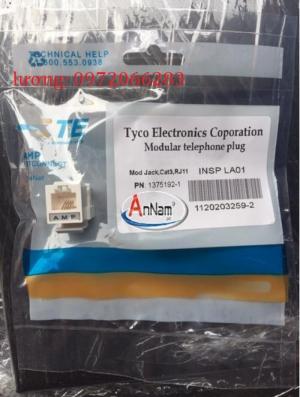 TECHNICAL HELP
800.553.0938
hrong: 0972066283
TE
AMP
Tyco Electronics Coporation
Modular telephone plug
Mod Jack,Cat3,RJ11 INSP LA01
PN 1375192-1
AnNam
1120203259-2
AMP